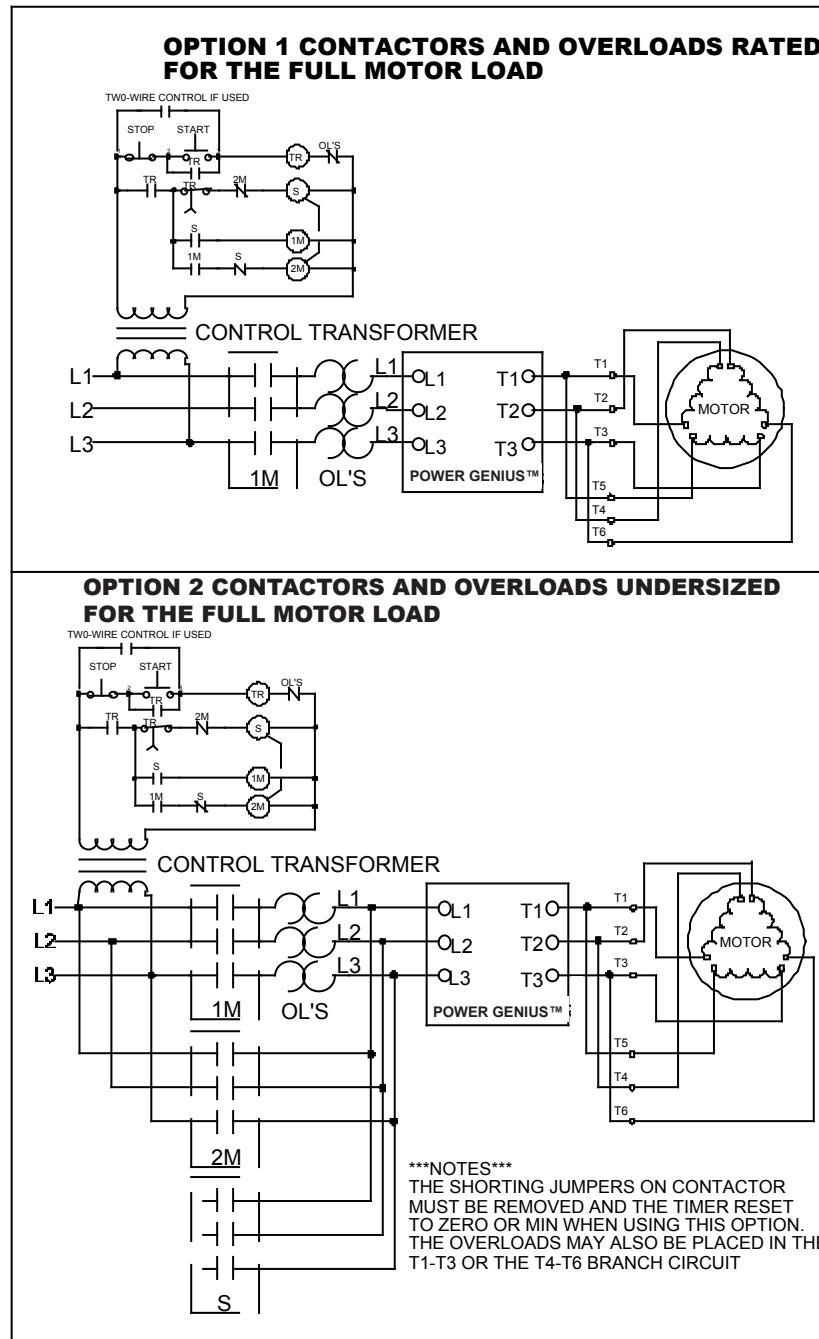 OPTION 1 CONTACTORS AND OVERLOADS RATED
FOR THE FULL MOTOR LOAD
TW0-WIRE CONTROL IF USED
STOP
START
TR
OL'S
TR
TR
TR
2M
S
S
1M
1M
S
2M
CONTROL TRANSFORMER
L1
L2
L3
1M
OL'S
L1
L2
L3
L1
L2
L3
T1
T2
T3
POWER GENIUS™
T1
T2
T3
T5
T4
T6
MOTOR
OPTION 2 CONTACTORS AND OVERLOADS UNDERSIZED
FOR THE FULL MOTOR LOAD
TW0-WIRE CONTROL IF USED
STOP
START
TR
OL'S
TR
TR
TR
2M
S
S
1M
1M
S
2M
CONTROL TRANSFORMER
L1
L2
L3
1M
OL'S
L1
L2
L3
L1
L2
L3
T1
T2
T3
POWER GENIUS™
T1
T2
T3
T5
T4
T6
MOTOR
2M
S
***NOTES***
THE SHORTING JUMPERS ON CONTACTOR
MUST BE REMOVED AND THE TIMER RESET
TO ZERO OR MIN WHEN USING THIS OPTION.
THE OVERLOADS MAY ALSO BE PLACED IN THE
T1-T3 OR THE T4-T6 BRANCH CIRCUIT